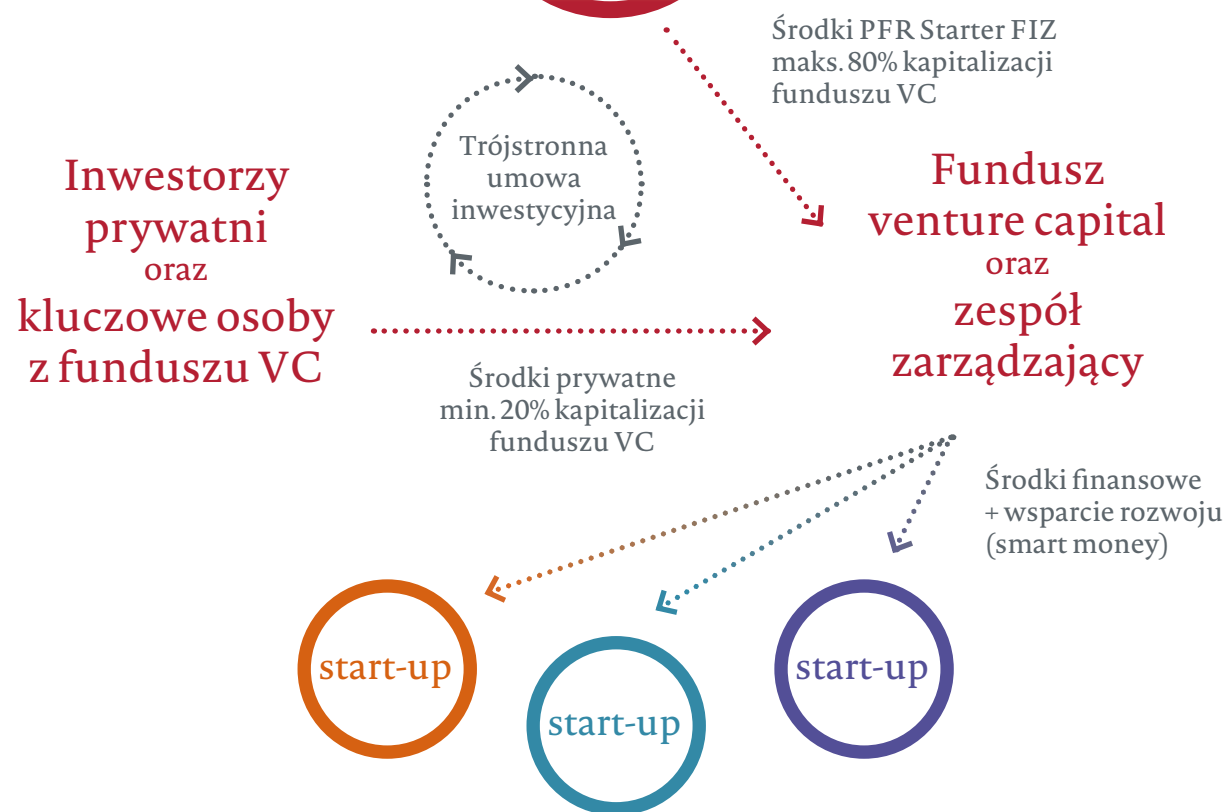 Środki PFR Starter FIZ
maks. 80% kapitalizacji
funduszu VC
Trójstronna
umowa
inwestycyjna
Inwestorzy
prywatni
oraz
kluczowe osoby
z funduszu VC
Fundusz
venture capital
oraz
zespół
zarządzający
Środki prywatne
min. 20% kapitalizacji
funduszu VC
Środki finansowe
+ wsparcie rozwoju
(smart money)
start-up
start-up
start-up